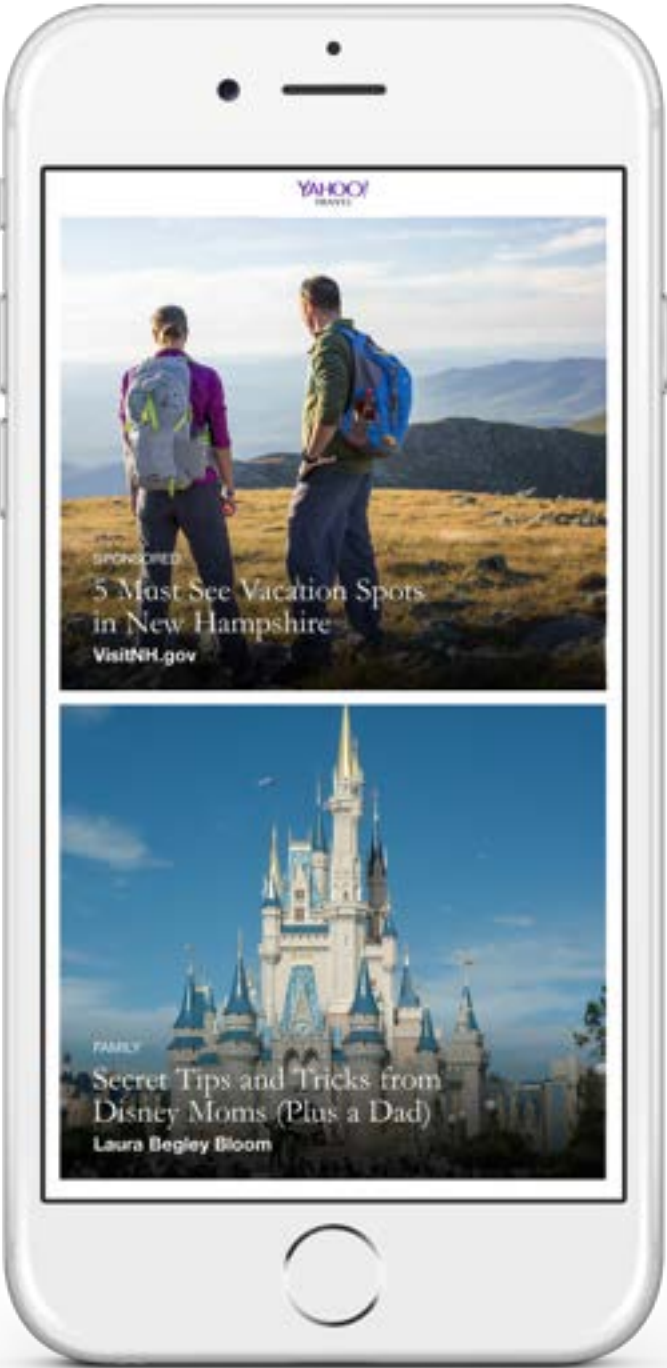 YAHOO!
TRAVEL
SPONSORED
5 Must See Vacation Spots
in New Hampshire
VisitNH.gov
FAMILY
Secret Tips and Tricks from
Disney Moms (Plus a Dad)
Laura Begley Bloom